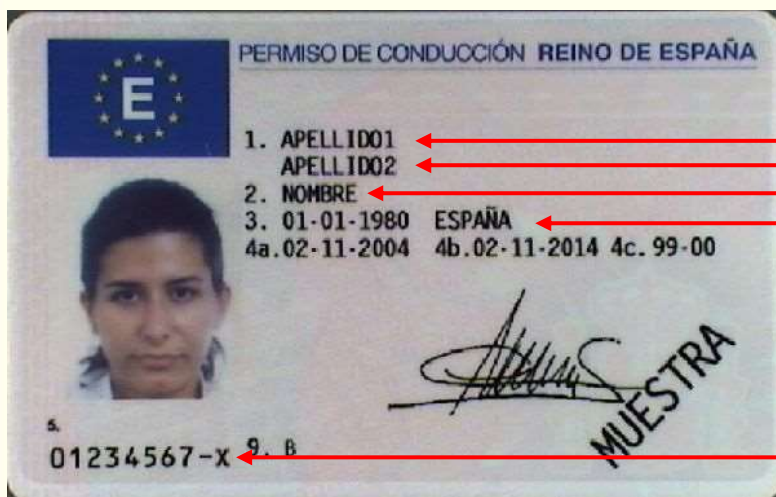 PERMISO DE CONDUCCIÓN REINO DE ESPAÑA
E
1. APELLIDO1
APELLIDO2
2. NOMBRE
3. 01-01-1980 ESPAÑA
4a.02-11-2004 4b.02-11-2014 4c.99-00
MUESTRA
5.
01234567-X 9. B